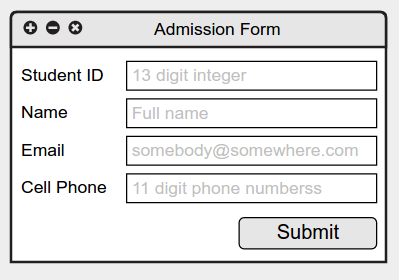 Admission Form
Student ID 13 digit integer
Name Full name
Email somebody@somewhere.com
Cell Phone 11 digit phone numberss
Submit